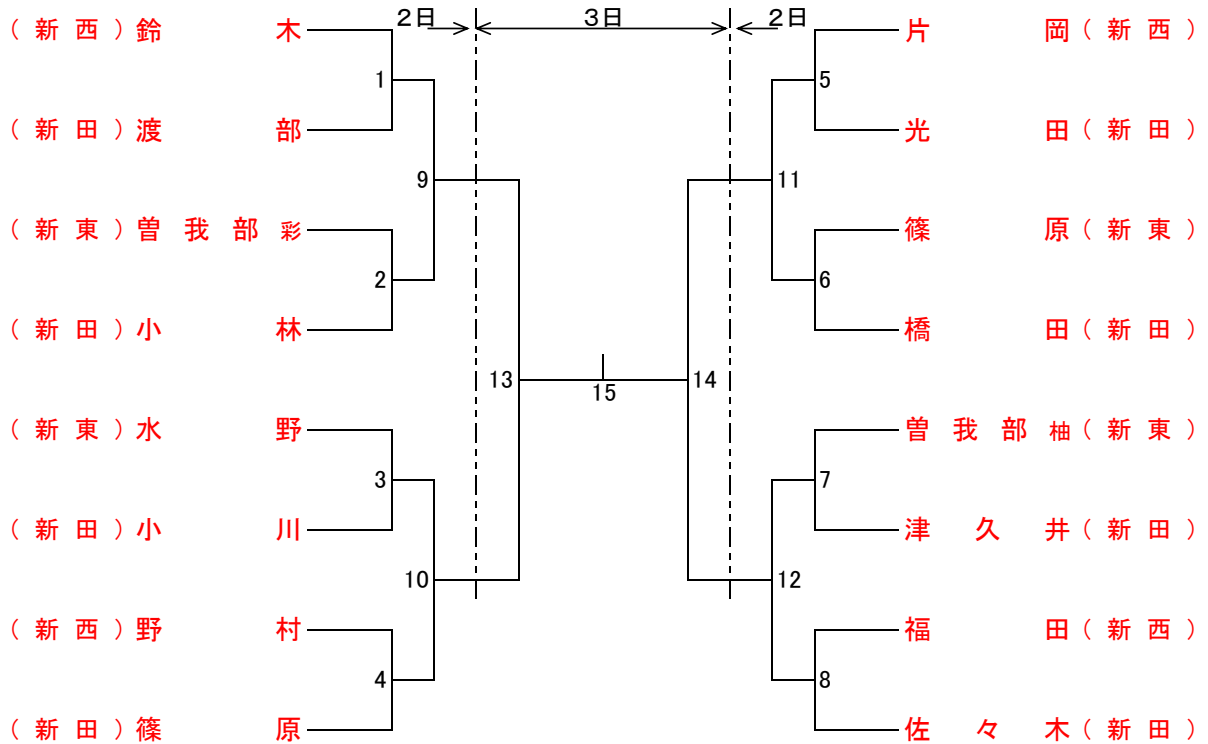 2日 3日 2日
(新西)鈴木
1
(新田)渡部
9
(新東)曽我部彩
2
(新田)小林
13
(新東)水野
3
(新田)小川
10
(新西)野村
4
(新田)篠原
15
片岡(新西)
5
光田(新田)
11
篠原(新東)
6
橋田(新田)
14
曽我部柚(新東)
7
津久井(新田)
12
福田(新西)
8
佐々木(新田)